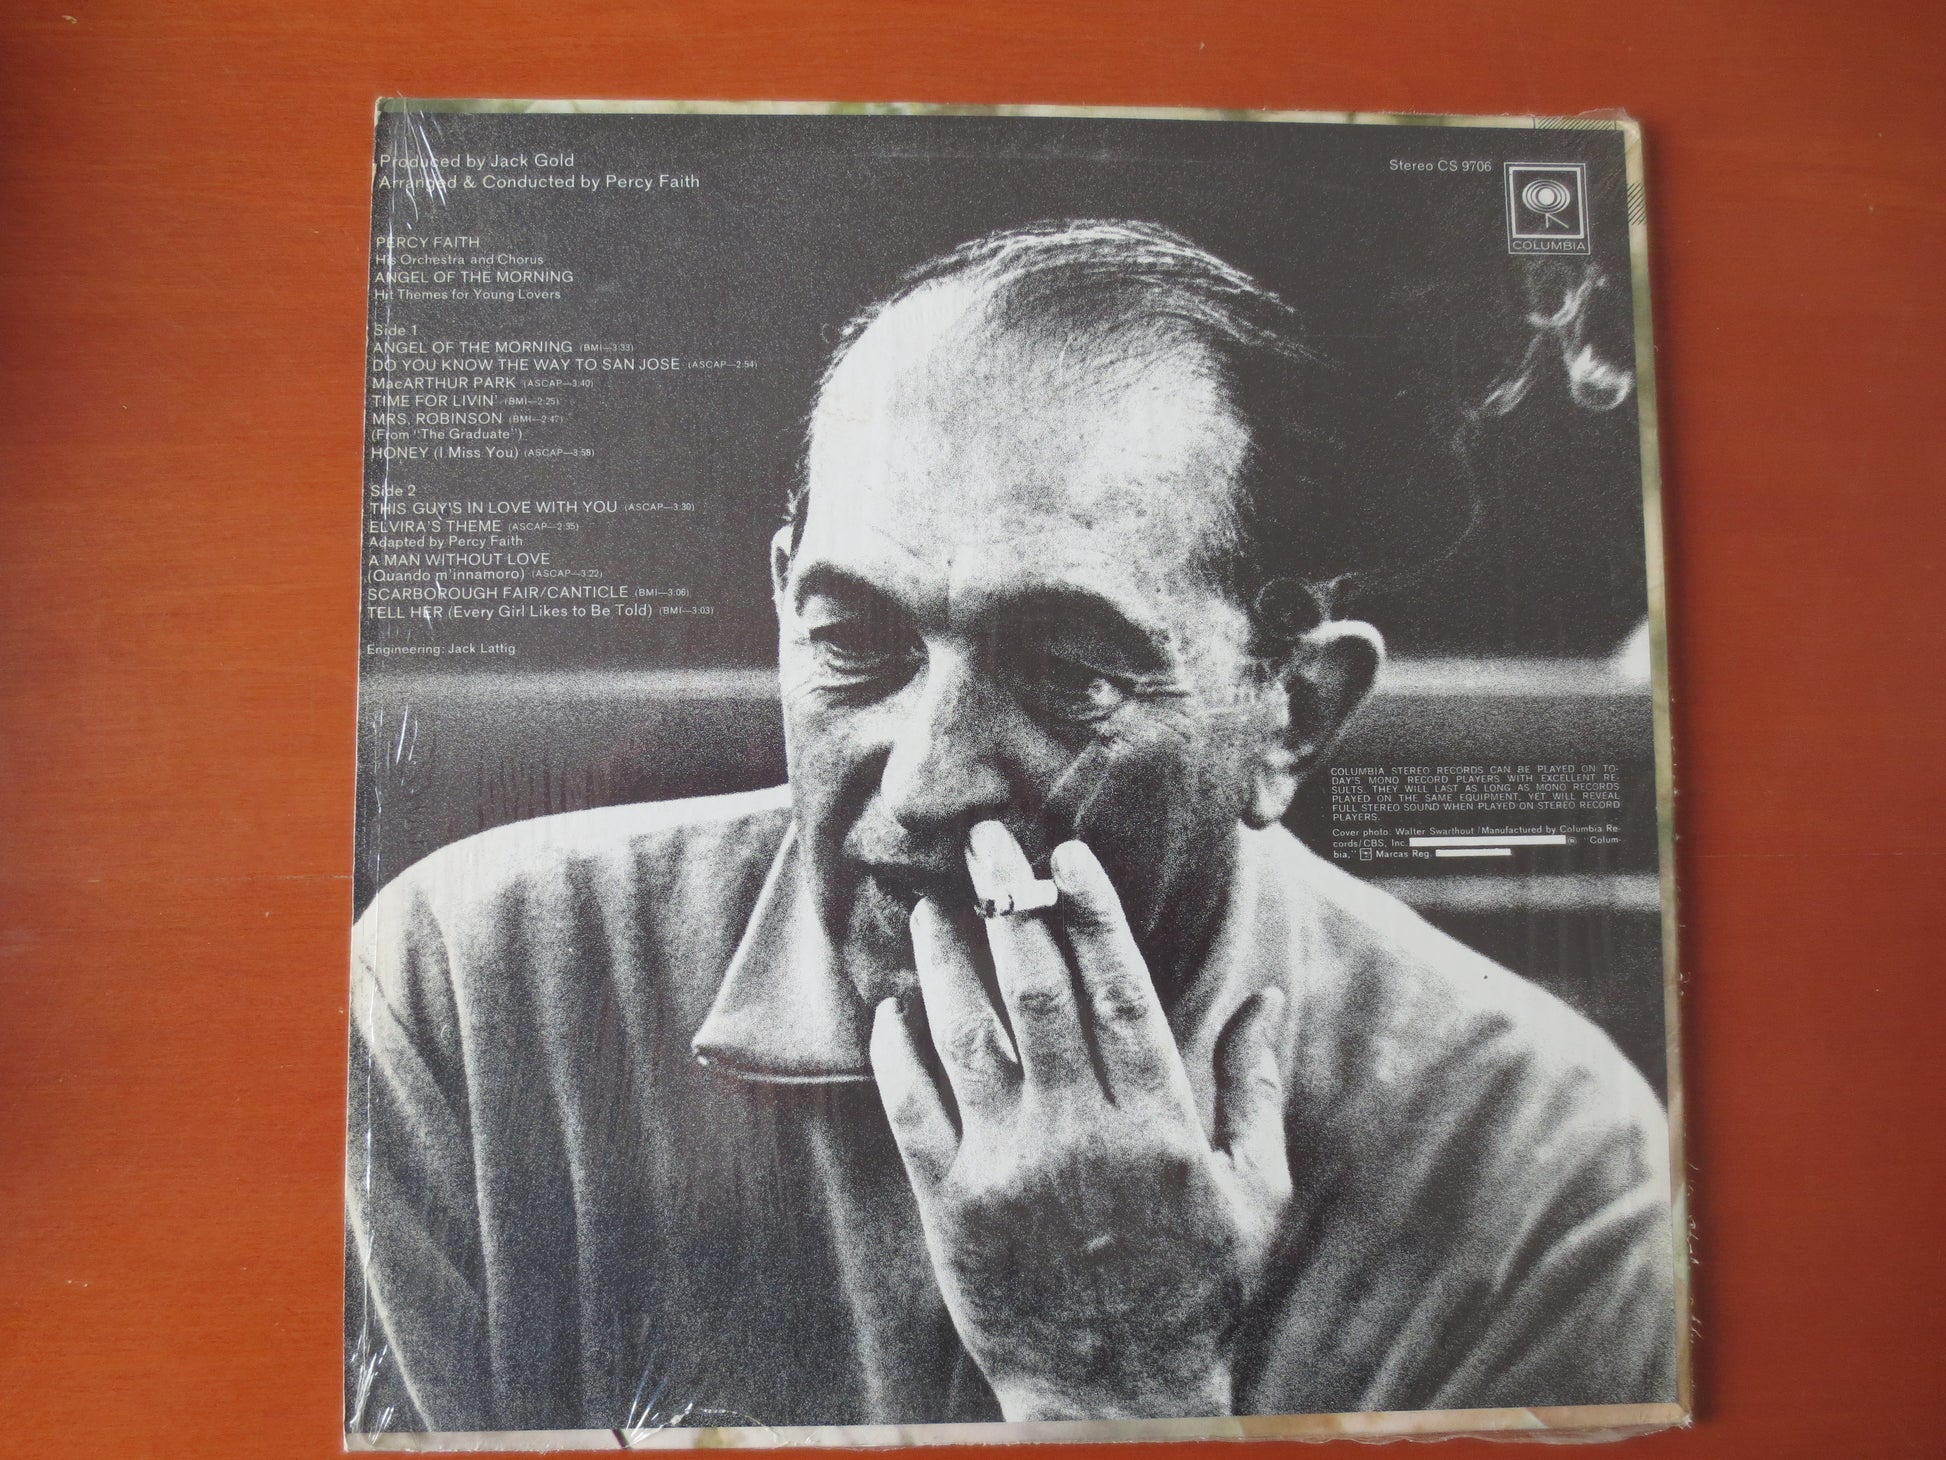 Produced by Jack Gold
Arranged & Conducted by Percy Faith
PERCY FAITH
His Orchestra and Chorus
ANGEL OF THE MORNING
Hit Themes for Young Lovers
Side 1
ANGEL OF THE MORNING (BMI—3:33)
DO YOU KNOW THE WAY TO SAN JOSE (ASCAP—2:54)
MacARTHUR PARK (ASCAP—3:40)
TIME FOR LIVIN' (BMI—2:25)
MRS. ROBINSON (BMI—2:47)
(From "The Graduate")
HONEY (I Miss You) (ASCAP—3:58)
Side 2
THIS GUY'S IN LOVE WITH YOU (ASCAP—3:30)
ELVIRA'S THEME (ASCAP—2:35)
Adapted by Percy Faith
A MAN WITHOUT LOVE
(Quando m'innamoro) (ASCAP—3:22)
SCARBOROUGH FAIR/CANTICLE (BMI—3:06)
TELL HER (Every Girl Likes to Be Told) (BMI—3:03)
Engineering: Jack Lattig
Stereo CS 9706
COLUMBIA
COLUMBIA STEREO RECORDS CAN BE PLAYED ON TO-
DAY'S MONO RECORD PLAYERS WITH EXCELLENT RE-
SULTS. THEY WILL LAST AS LONG AS MONO RECORDS
PLAYED ON THE SAME EQUIPMENT, YET WILL REVEAL
FULL STEREO SOUND WHEN PLAYED ON STEREO RECORD
PLAYERS.
Cover photo: Walter Swarthout / Manufactured by Columbia Re-
cords/CBS, Inc. ® "Colum-
bia," Marcas Reg.